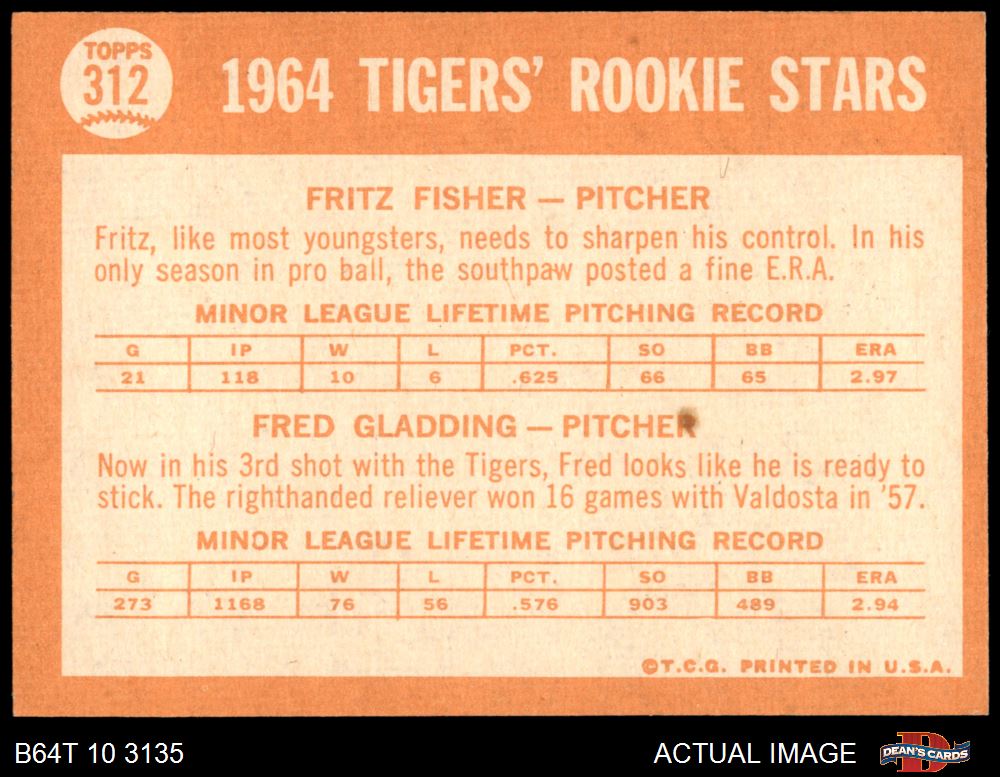 TOPPS
312
1964 TIGERS' ROOKIE STARS
FRITZ FISHER — PITCHER
Fritz, like most youngsters, needs to sharpen his control. In his
only season in pro ball, the southpaw posted a fine E.R.A.
MINOR LEAGUE LIFETIME PITCHING RECORD
G IP W L PCT. SO BB ERA
21 118 10 6 .625 66 65 2.97
FRED GLADDING — PITCHER
Now in his 3rd shot with the Tigers, Fred looks like he is ready to
stick. The righthanded reliever won 16 games with Valdosta in '57.
MINOR LEAGUE LIFETIME PITCHING RECORD
G IP W L PCT. SO BB ERA
273 1168 76 56 .576 903 489 2.94
©T.C.G. PRINTED IN U.S.A.
B64T 10 3135
ACTUAL IMAGE
D
DEAN'S CARDS